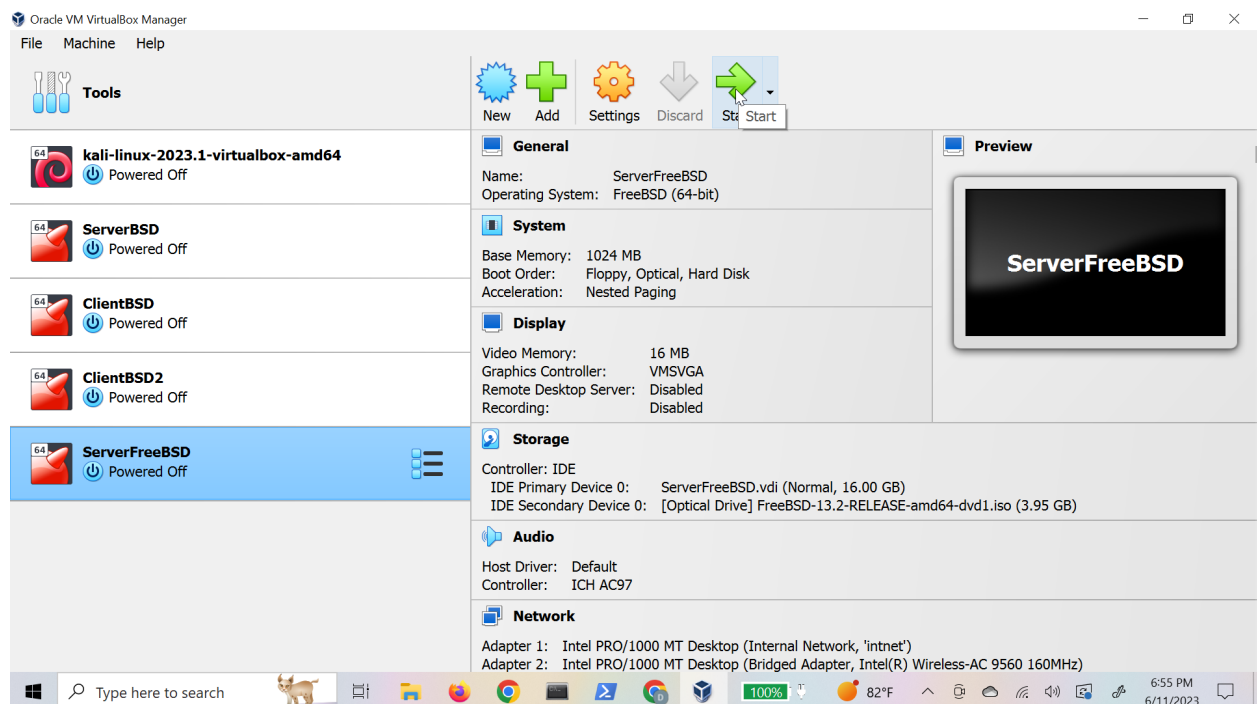 Oracle VM VirtualBox Manager
File Machine Help
Tools
New Add Settings Discard Sta Start
64 kali-linux-2023.1-virtualbox-amd64
Powered Off
64 ServerBSD
Powered Off
64 ClientBSD
Powered Off
64 ClientBSD2
Powered Off
64 ServerFreeBSD
Powered Off
General
Name: ServerFreeBSD
Operating System: FreeBSD (64-bit)
System
Base Memory: 1024 MB
Boot Order: Floppy, Optical, Hard Disk
Acceleration: Nested Paging
Display
Video Memory: 16 MB
Graphics Controller: VMSVGA
Remote Desktop Server: Disabled
Recording: Disabled
Preview
ServerFreeBSD
Storage
Controller: IDE
IDE Primary Device 0: ServerFreeBSD.vdi (Normal, 16.00 GB)
IDE Secondary Device 0: [Optical Drive] FreeBSD-13.2-RELEASE-amd64-dvd1.iso (3.95 GB)
Audio
Host Driver: Default
Controller: ICH AC97
Network
Adapter 1: Intel PRO/1000 MT Desktop (Internal Network, 'intnet')
Adapter 2: Intel PRO/1000 MT Desktop (Bridged Adapter, Intel(R) Wireless-AC 9560 160MHz)
Type here to search 100% 82°F 6:55 PM
6/11/2023